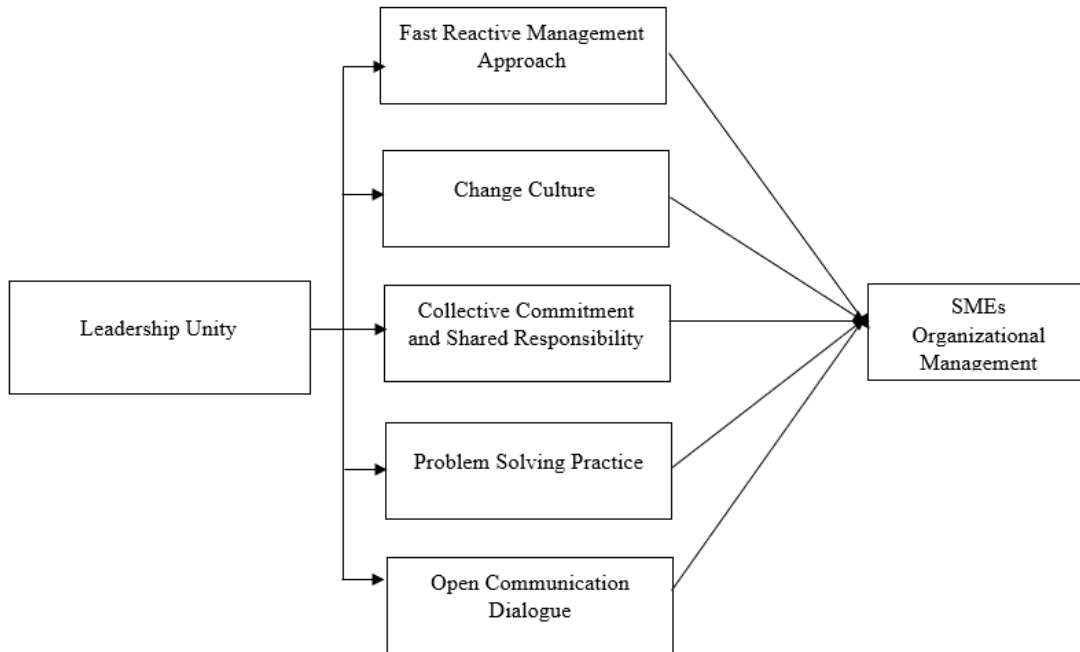 Fast Reactive Management
Approach
Change Culture
Leadership Unity
Collective Commitment
and Shared Responsibility
SMEs
Organizational
Management
Problem Solving Practice
Open Communication
Dialogue